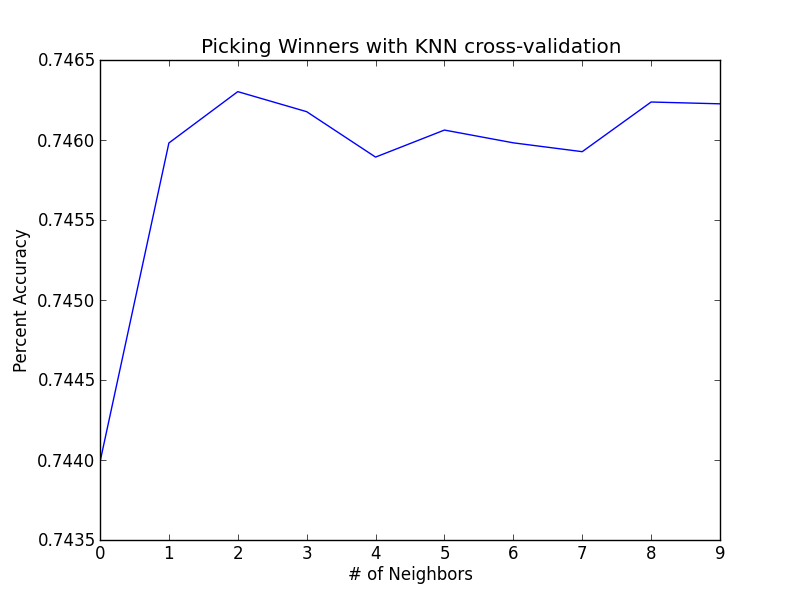 Picking Winners with KNN cross-validation
0.7465
0.7460
0.7455
0.7450
0.7445
0.7440
0.7435
Percent Accuracy
0 1 2 3 4 5 6 7 8 9
# of Neighbors